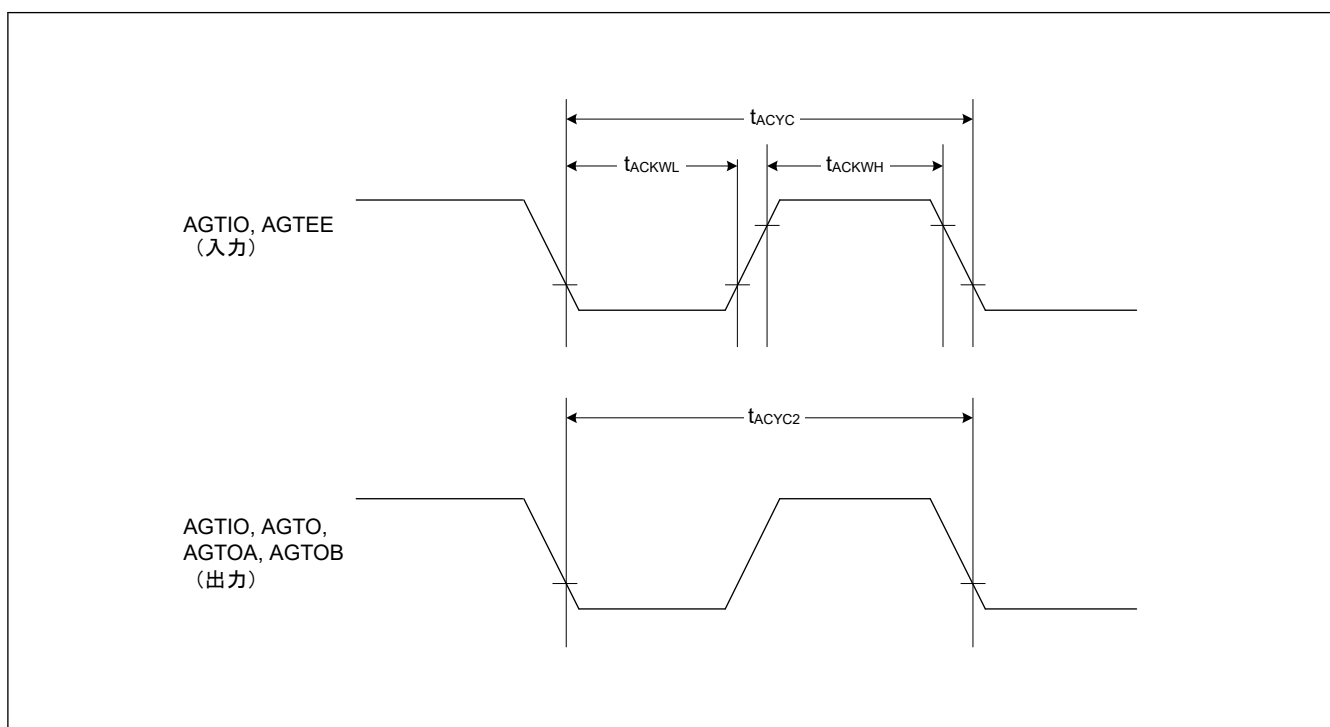 tACYC
tACKWL
tACKWH
AGTIO, AGTEE
（入力）
tACYC2
AGTIO, AGTO,
AGTOA, AGTOB
（出力）